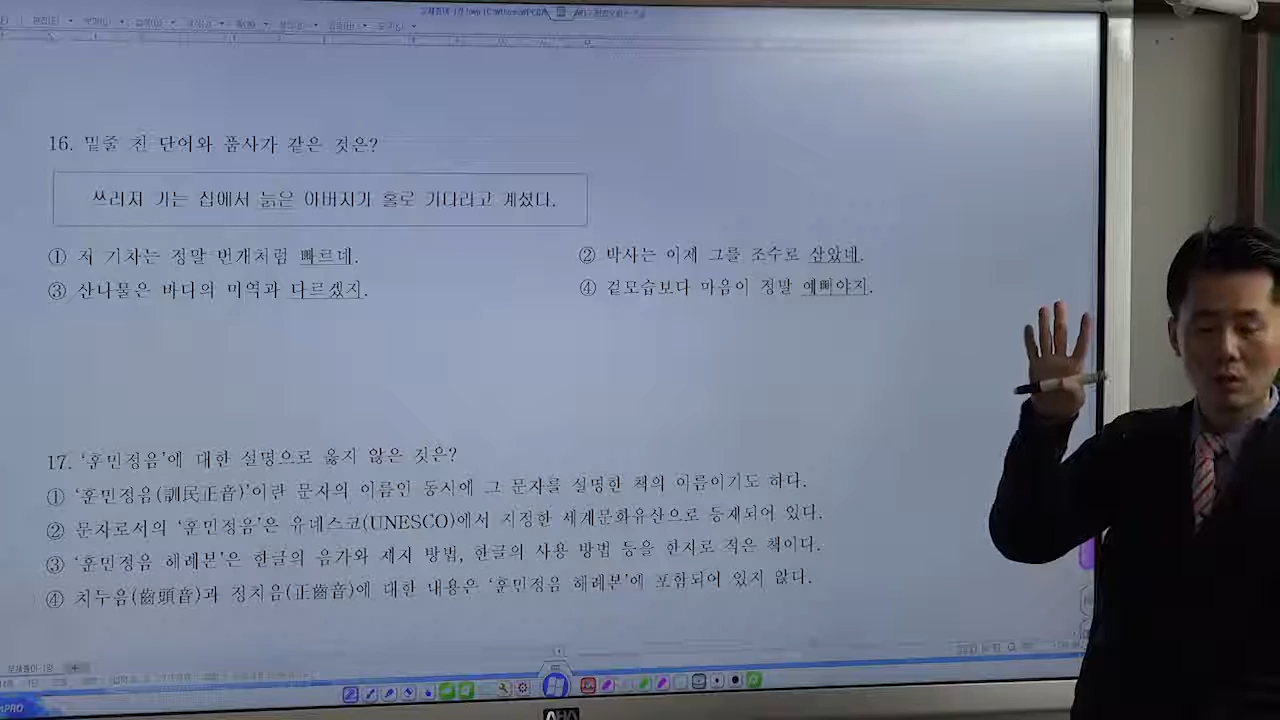 16. 밑줄 친 단어와 품사가 같은 것은?
쓰러져 가는 집에서 늙은 아버지가 홀로 기다리고 계셨다.
① 저 기차는 정말 번개처럼 빠르네.
② 박사는 이제 그를 조수로 삼았네.
③ 산나물은 바다의 미역과 다르겠지.
④ 겉모습보다 마음이 정말 예뻐야지.
17. ‘훈민정음’에 대한 설명으로 옳지 않은 것은?
① ‘훈민정음(訓民正音)’이란 문자의 이름인 동시에 그 문자를 설명한 책의 이름이기도 하다.
② 문자로서의 ‘훈민정음’은 유네스코(UNESCO)에서 지정한 세계문화유산으로 등재되어 있다.
③ ‘훈민정음 해례본’은 한글의 음가와 제자 방법, 한글의 사용 방법 등을 한자로 적은 책이다.
④ 치두음(齒頭音)과 정치음(正齒音)에 대한 내용은 ‘훈민정음 해례본’에 포함되어 있지 않다.
AHA